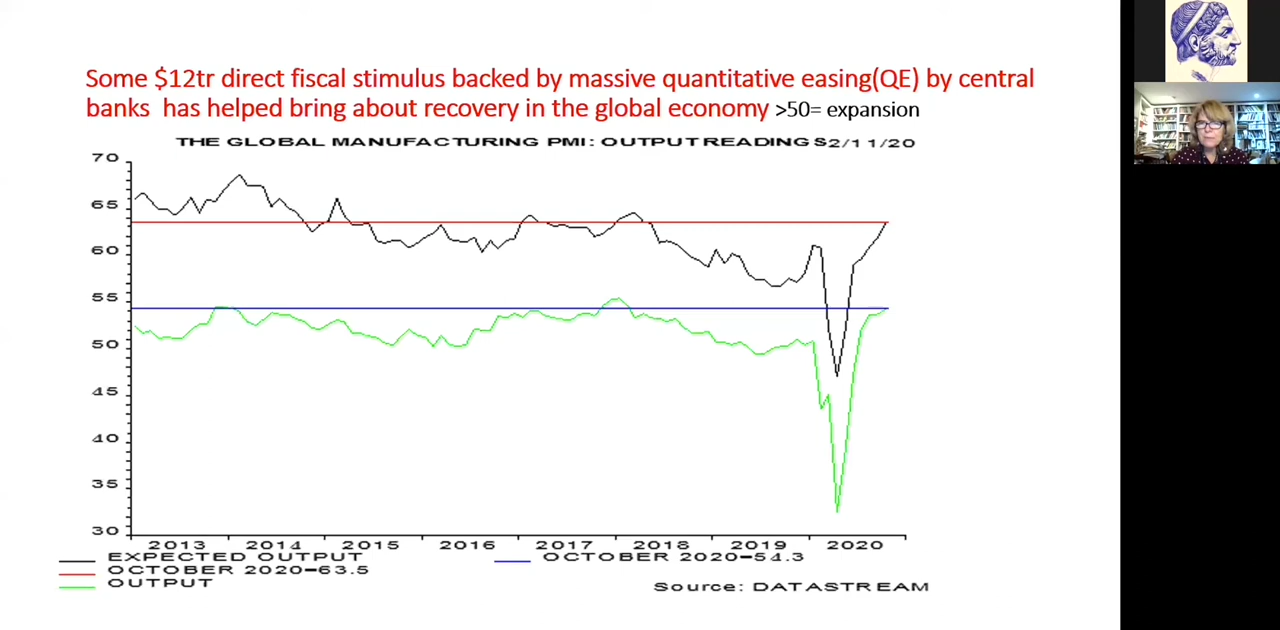 Some $12tr direct fiscal stimulus backed by massive quantitative easing(QE) by central
banks has helped bring about recovery in the global economy >50= expansion
THE GLOBAL MANUFACTURING PMI: OUTPUT READINGS 2/11/20
70
65
60
55
50
45
40
35
30
2013 2014 2015 2016 2017 2018 2019 2020
EXPECTED OUTPUT
OCTOBER 2020-54.3
OCTOBER 2020-63.5
OUTPUT
Source: DATASTREAM